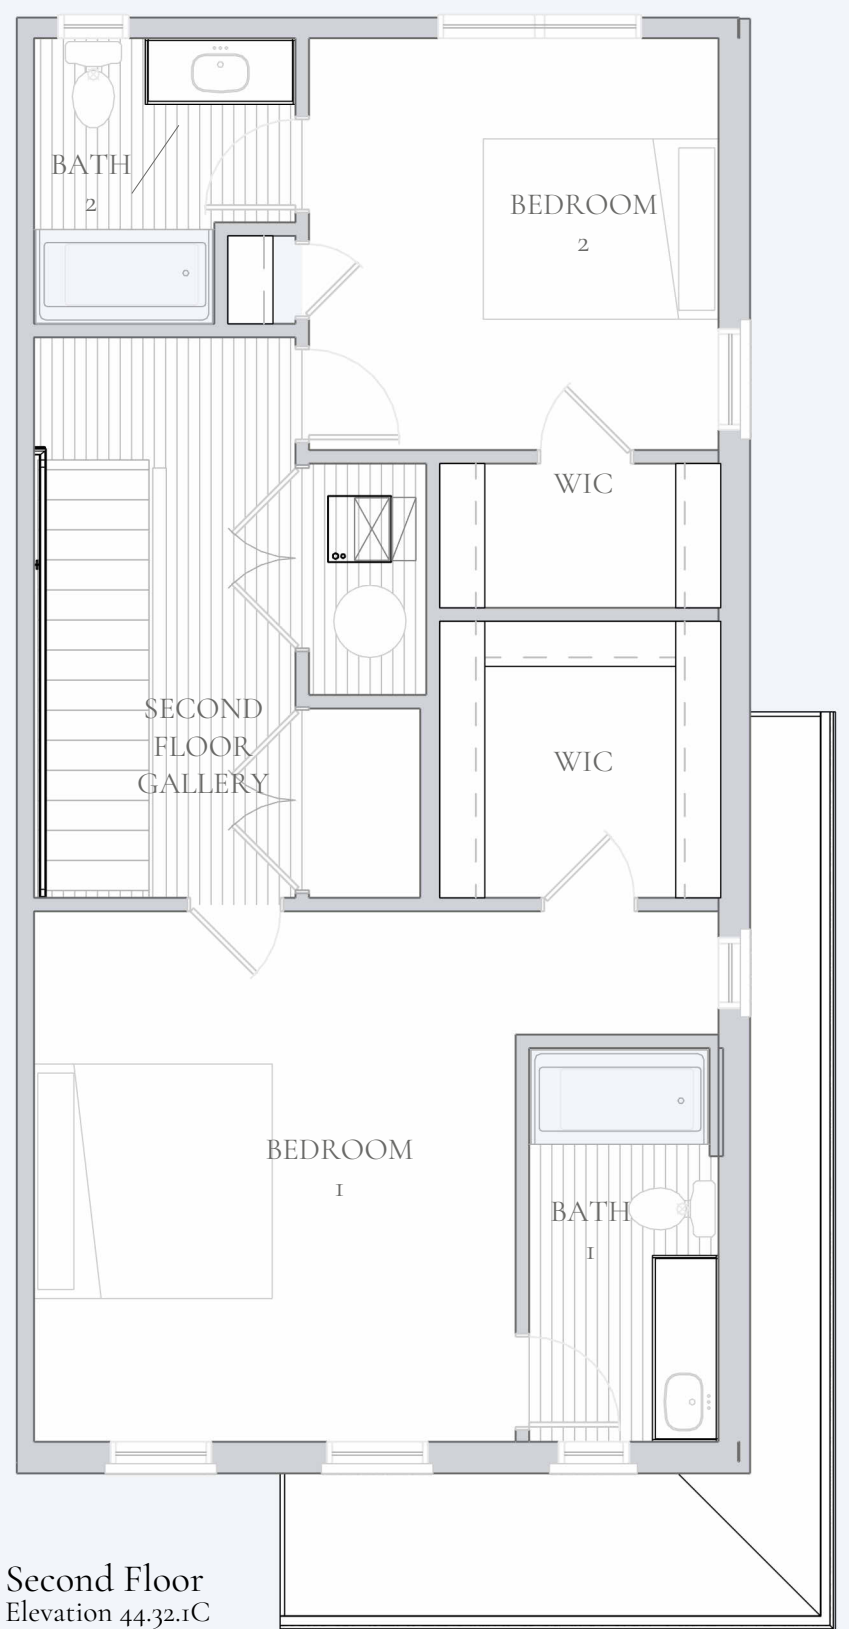 BATH
2
BEDROOM
2
WIC
SECOND
FLOOR
GALLERY
WIC
BEDROOM
1
BATH
1
Second Floor
Elevation 44.32.1C